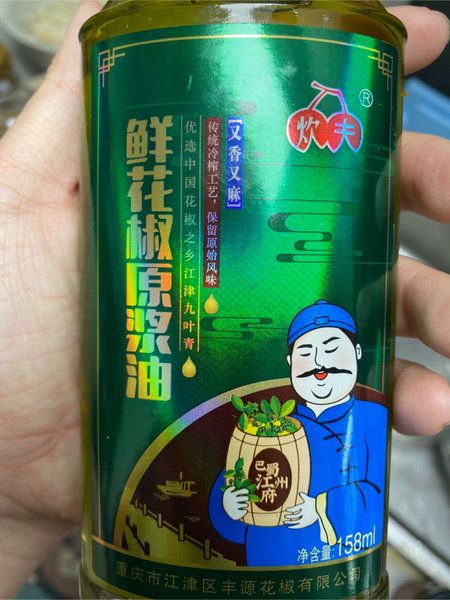 炊丰®
【又香又麻】
传统冷榨工艺，保留原始风味
优选中国花椒之乡江津九叶青
鲜花椒原浆油
巴蜀
江州
府
净含量:158ml
重庆市江津区丰源花椒有限公司